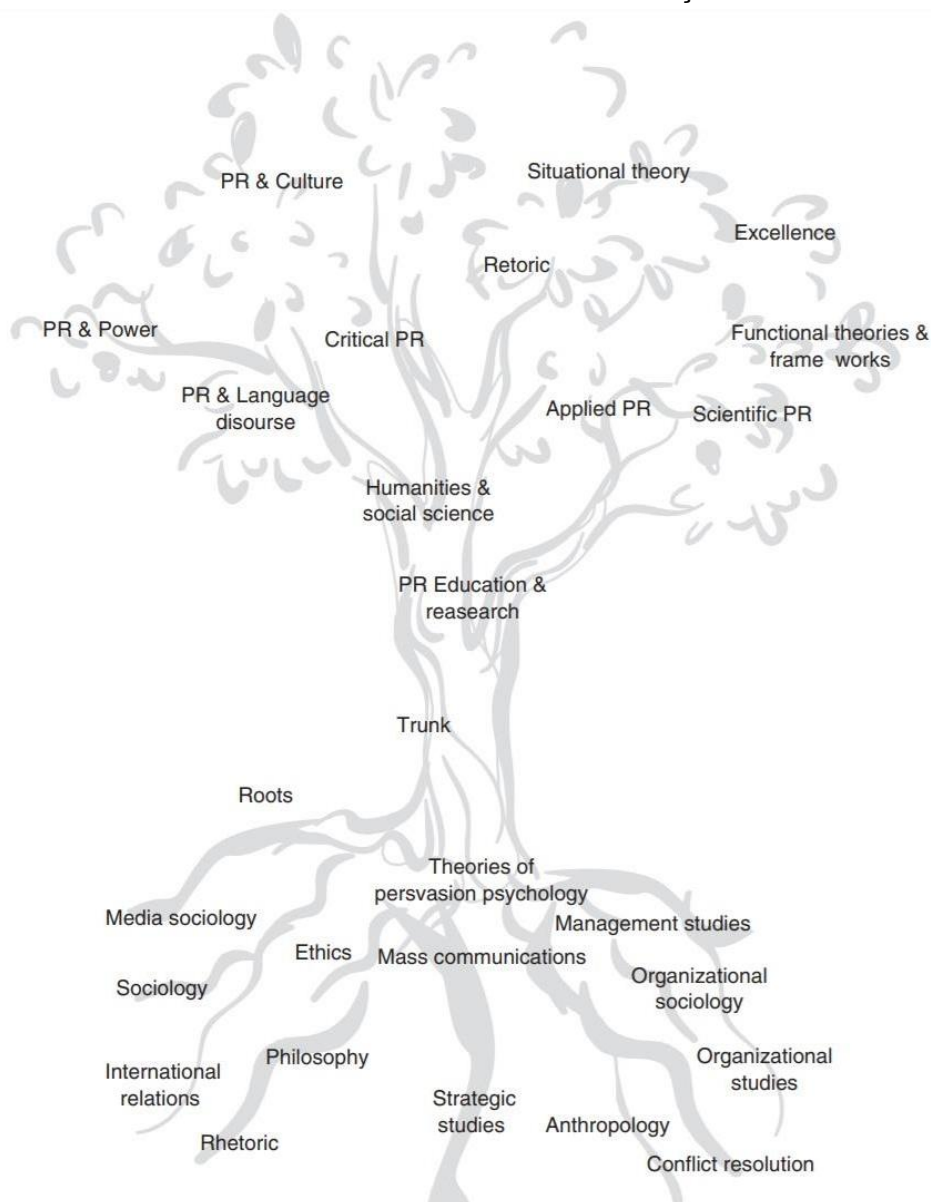 PR & Culture
Situational theory
Excellence
Retoric
PR & Power
Critical PR
Functional theories &
frame works
PR & Language
disourse
Applied PR
Scientific PR
Humanities &
social science
PR Education &
reasearch
Trunk
Roots
Theories of
persvasion psychology
Media sociology
Management studies
Ethics
Mass communications
Sociology
Organizational
sociology
Philosophy
International
relations
Organizational
studies
Strategic
studies
Anthropology
Rhetoric
Conflict resolution